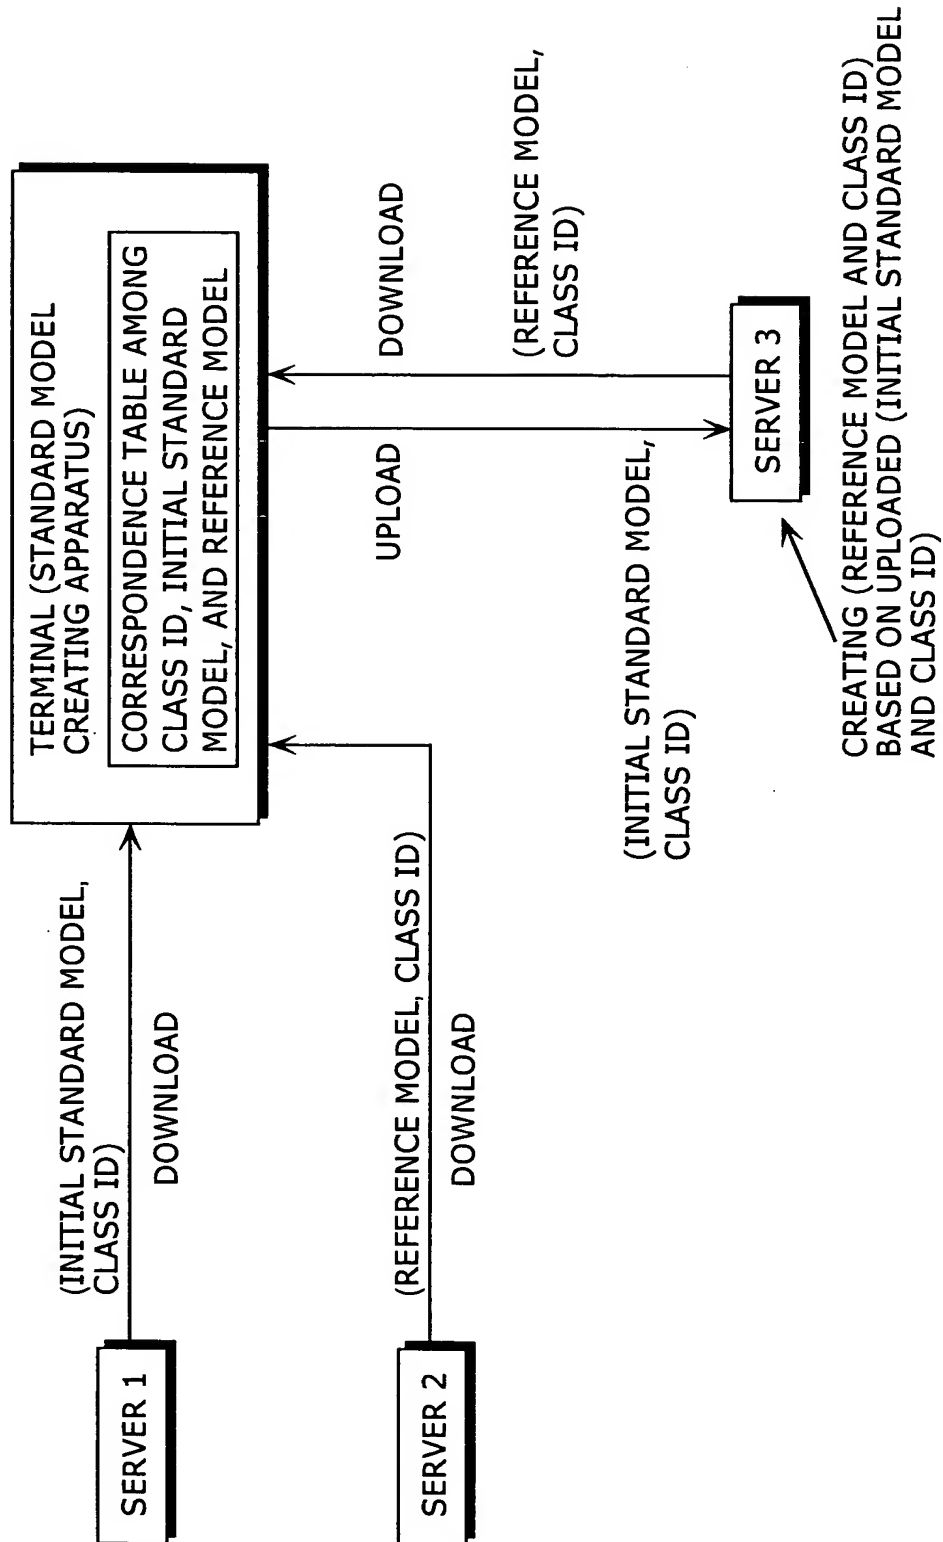 TERMINAL (STANDARD MODEL
CREATING APPARATUS)
CORRESPONDENCE TABLE AMONG
CLASS ID, INITIAL STANDARD
MODEL, AND REFERENCE MODEL
(INITIAL STANDARD MODEL,
CLASS ID)
DOWNLOAD
SERVER 1
(REFERENCE MODEL, CLASS ID)
DOWNLOAD
SERVER 2
UPLOAD
(INITIAL STANDARD MODEL,
CLASS ID)
DOWNLOAD
(REFERENCE MODEL,
CLASS ID)
SERVER 3
CREATING (REFERENCE MODEL AND CLASS ID)
BASED ON UPLOADED (INITIAL STANDARD MODEL
AND CLASS ID)